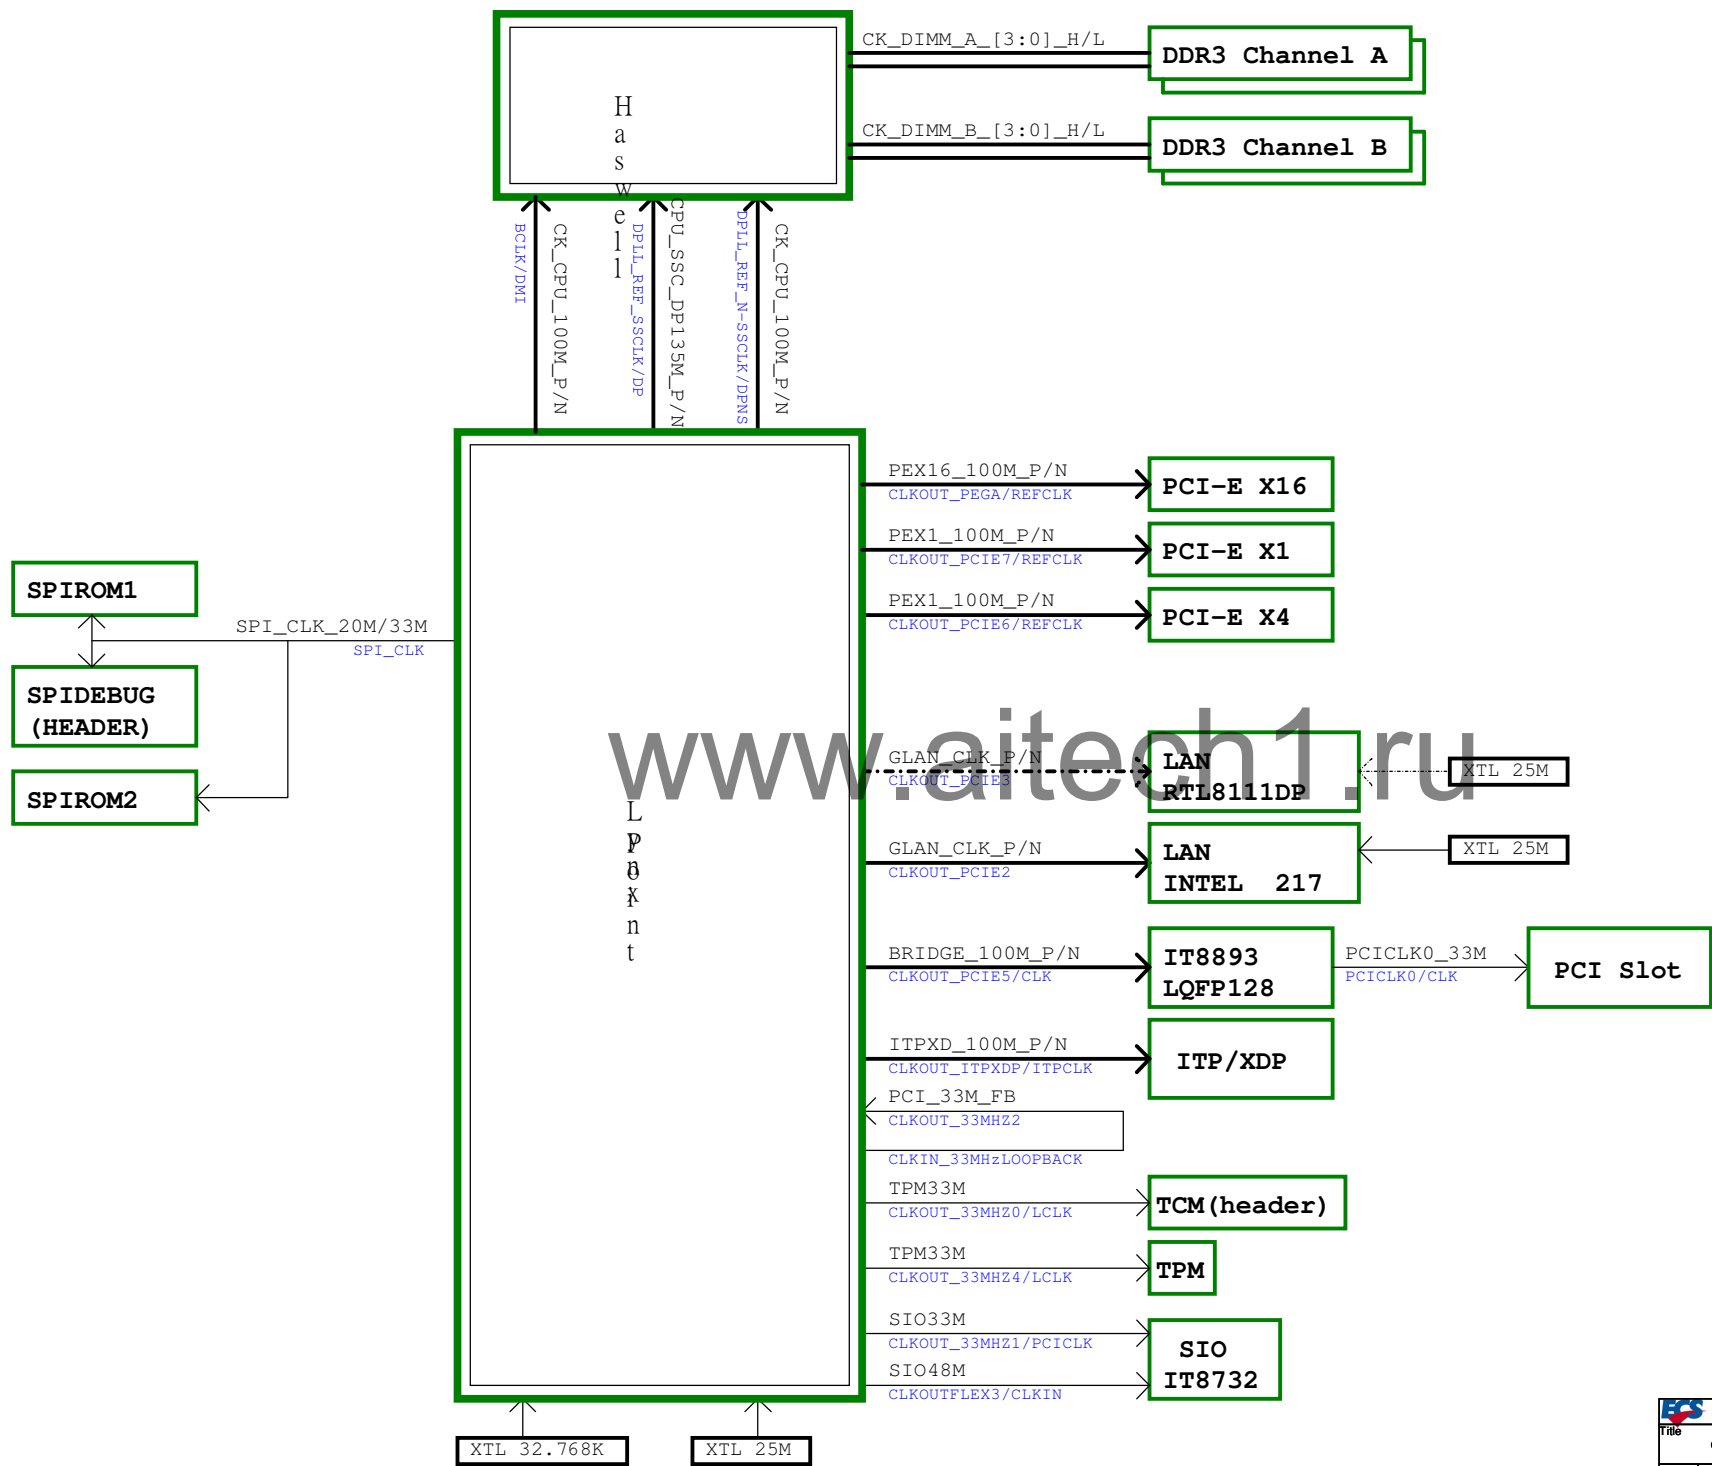 CK_DIMM_A_[3:0]_H/L
DDR3 Channel A
Haswell
CK_DIMM_B_[3:0]_H/L
DDR3 Channel B
BCLK/DMI
CK_CPU_100M_P/N
DPLL_REF_SSCLK/DP
CPU_SSC_DP135M_P/N
DPLL_REF_N-SSCLK/DPNS
CK_CPU_100M_P/N
PEX16_100M_P/N
CLKOUT_PEGA/REFCLK
PCI-E X16
PEX1_100M_P/N
CLKOUT_PCIE7/REFCLK
PCI-E X1
PEX1_100M_P/N
CLKOUT_PCIE6/REFCLK
PCI-E X4
SPIROM1
SPI_CLK_20M/33M
SPI_CLK
SPIDEBUG
(HEADER)
SPIROM2
www.aitech1.ru
Lynx
Point
GLAN_CLK_P/N
CLKOUT_PCIE3
LAN
RTL8111DP
XTL 25M
GLAN_CLK_P/N
CLKOUT_PCIE2
LAN
INTEL 217
XTL 25M
BRIDGE_100M_P/N
CLKOUT_PCIE5/CLK
IT8893
LQFP128
PCICLK0_33M
PCICLK0/CLK
PCI Slot
ITPXD_100M_P/N
CLKOUT_ITPXDP/ITPCLK
ITP/XDP
PCI_33M_FB
CLKOUT_33MHZ2
CLKIN_33MHzLOOPBACK
TPM33M
CLKOUT_33MHZ0/LCLK
TCM(header)
TPM33M
CLKOUT_33MHZ4/LCLK
TPM
SIO33M
CLKOUT_33MHZ1/PCICLK
SIO48M
CLKOUTFLEX3/CLKIN
SIO
IT8732
XTL 32.768K
XTL 25M
ECS
Title